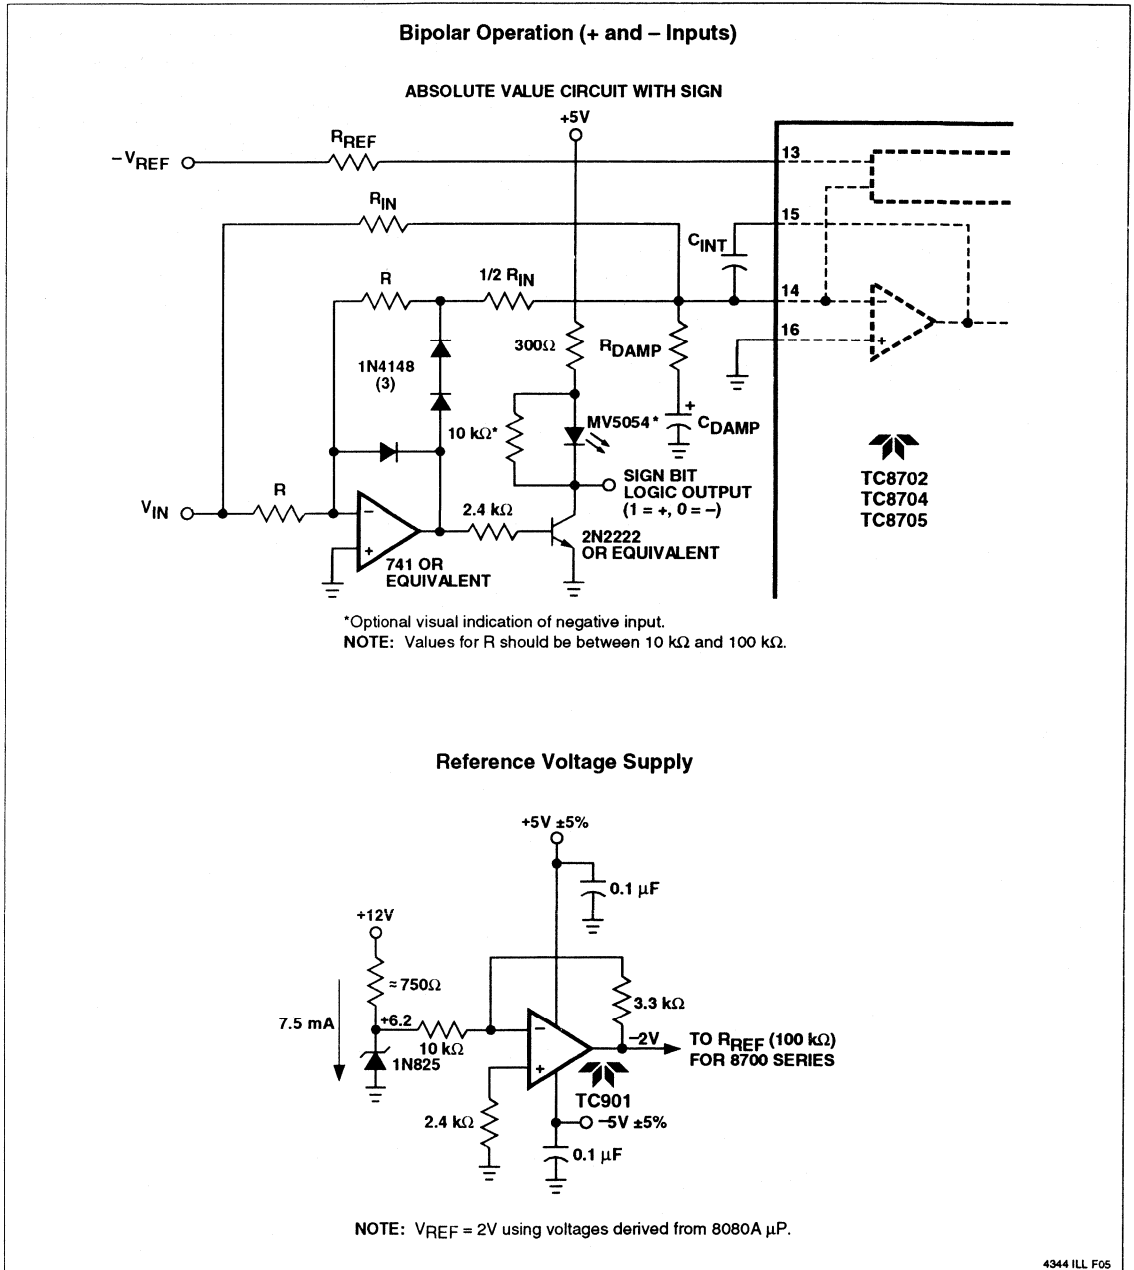 Bipolar Operation (+ and – Inputs)
ABSOLUTE VALUE CIRCUIT WITH SIGN
+5V
–VREF
RREF
13
RIN
15
CINT
R
1/2 RIN
14
–
16
+
300Ω
RDAMP
1N4148
(3)
10 kΩ*
MV5054*
+
CDAMP
SIGN BIT
LOGIC OUTPUT
(1 = +, 0 = –)
TC8702
TC8704
TC8705
VIN
R
–
+
2.4 kΩ
2N2222
OR EQUIVALENT
741 OR
EQUIVALENT
*Optional visual indication of negative input.
NOTE: Values for R should be between 10 kΩ and 100 kΩ.
Reference Voltage Supply
+5V ±5%
0.1 µF
+12V
≈ 750Ω
7.5 mA
+6.2
10 kΩ
1N825
3.3 kΩ
–
+
–2V
TO RREF (100 kΩ)
FOR 8700 SERIES
TC901
2.4 kΩ
–5V ±5%
0.1 µF
NOTE: VREF = 2V using voltages derived from 8080A µP.
4344 ILL F05